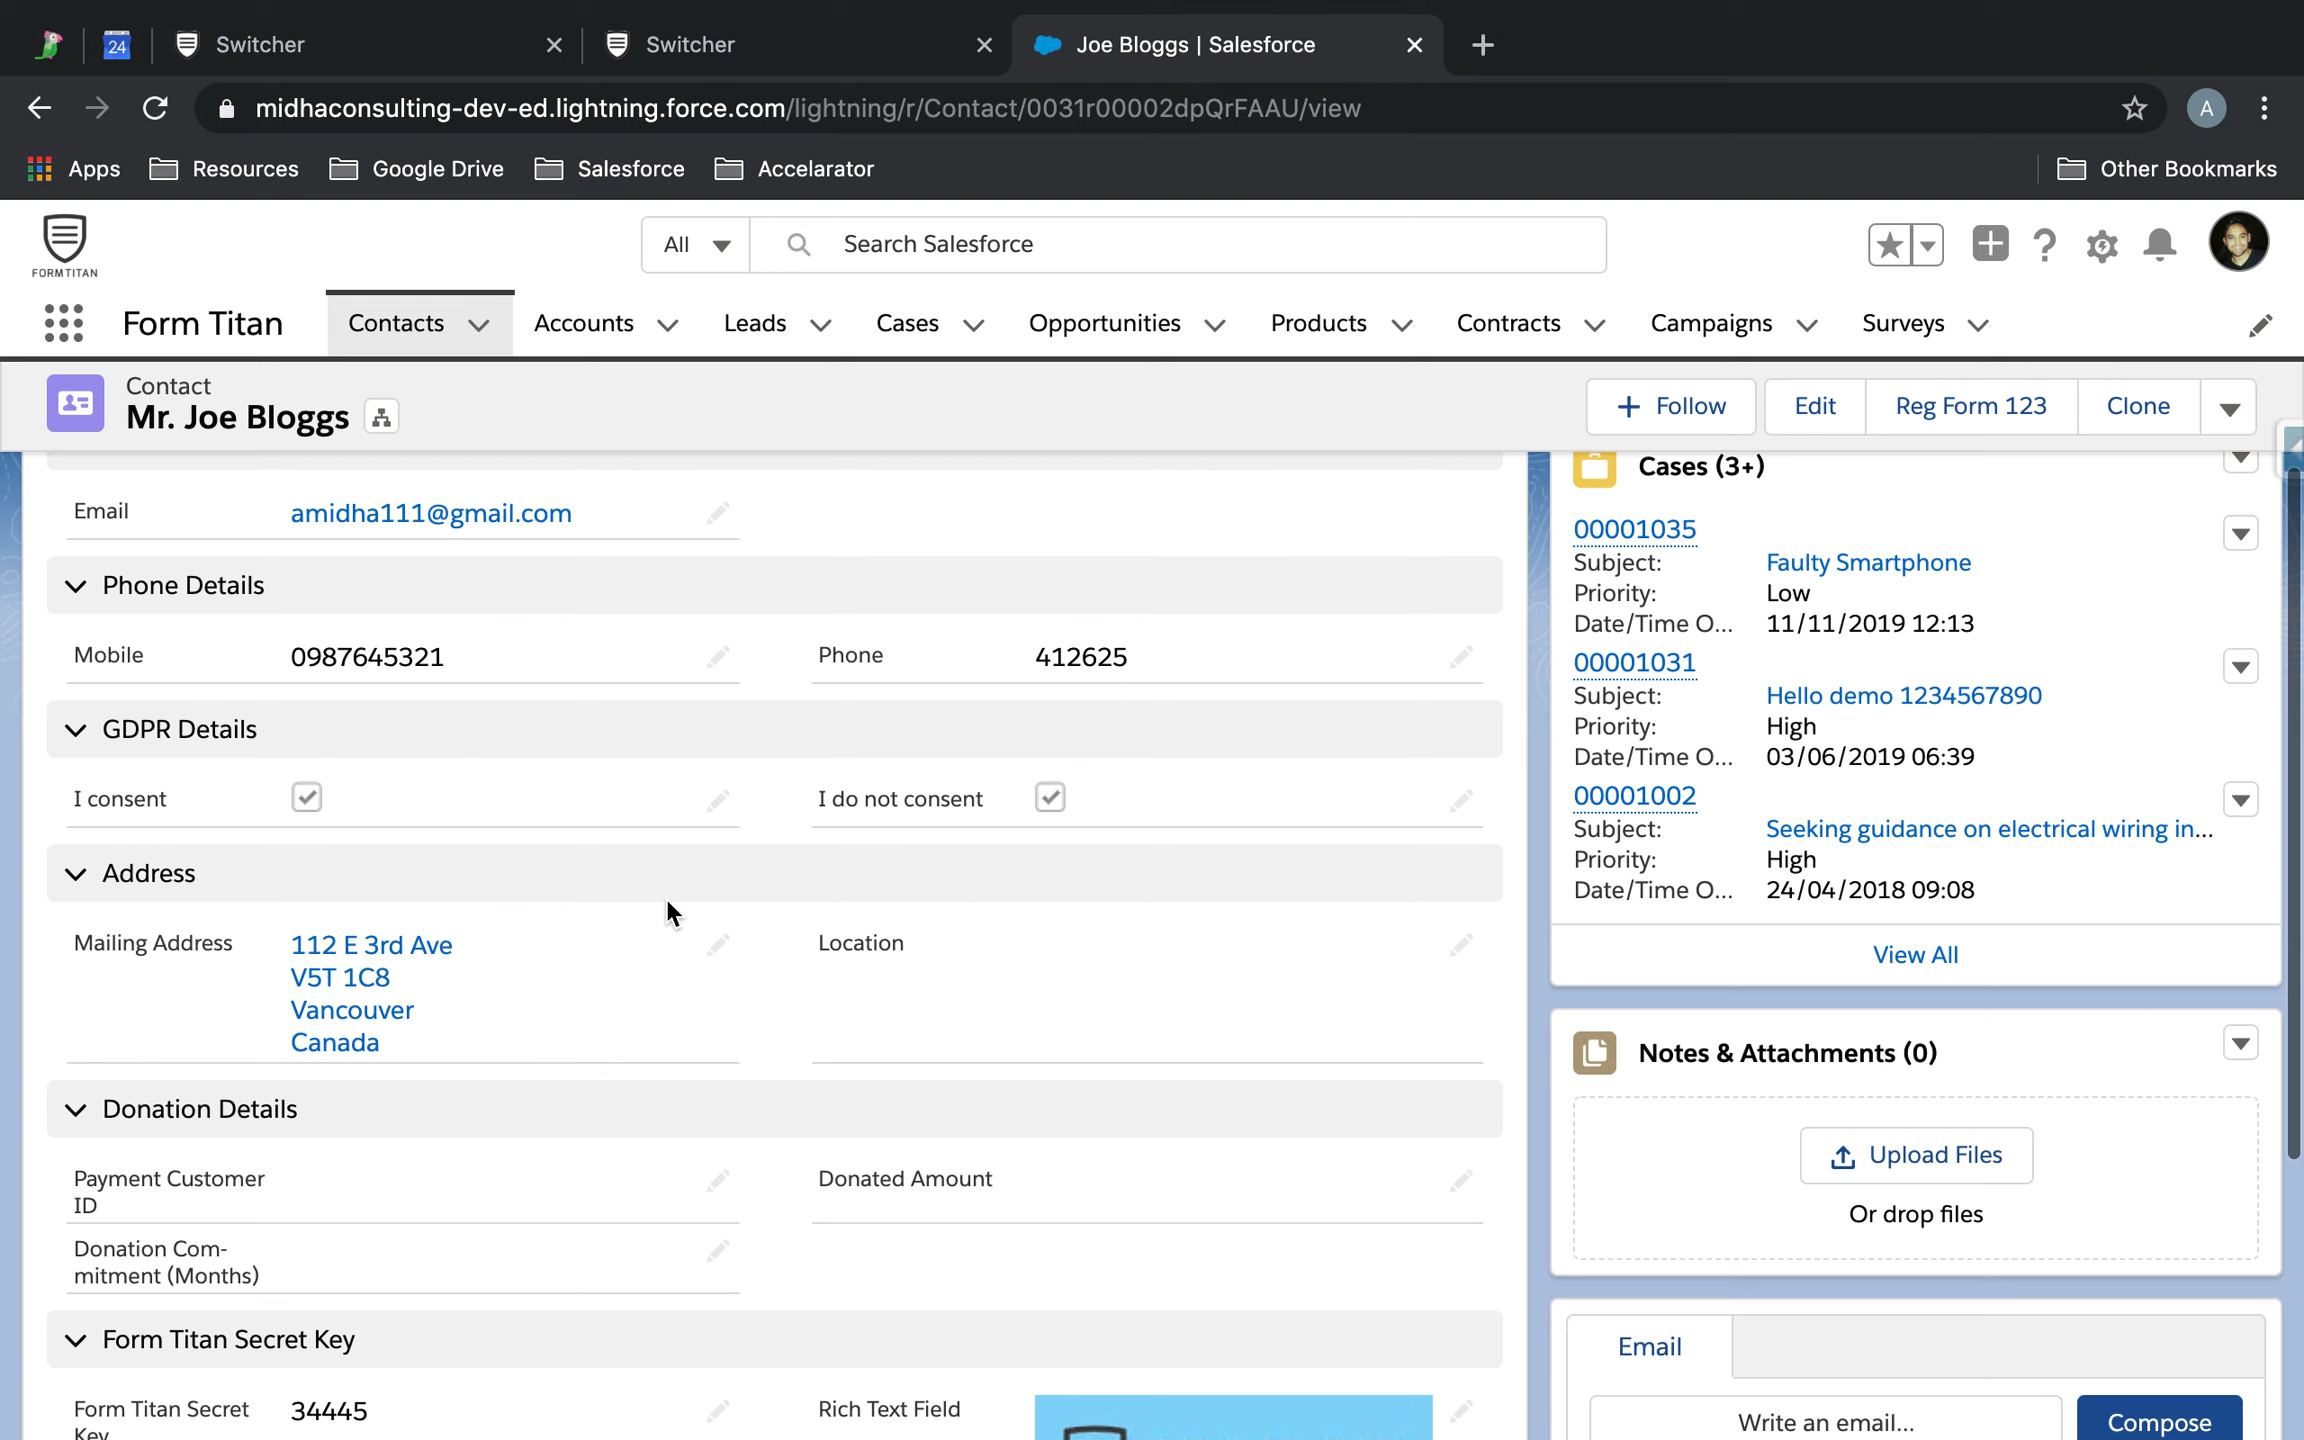 24
Switcher
Switcher
Joe Bloggs | Salesforce
midhaconsulting-dev-ed.lightning.force.com/lightning/r/Contact/0031r00002dpQrFAAU/view
A
Apps
Resources
Google Drive
Salesforce
Accelarator
Other Bookmarks
FORMTITAN
All
Search Salesforce
Form Titan
Contacts
Accounts
Leads
Cases
Opportunities
Products
Contracts
Campaigns
Surveys
Contact
Mr. Joe Bloggs
Follow
Edit
Reg Form 123
Clone
Email
amidha111@gmail.com
Phone Details
Mobile
0987645321
Phone
412625
GDPR Details
I consent
I do not consent
Address
Mailing Address
112 E 3rd Ave
V5T 1C8
Vancouver
Canada
Location
Donation Details
Payment Customer
ID
Donated Amount
Donation Com-
mitment (Months)
Form Titan Secret Key
Form Titan Secret
Key
34445
Rich Text Field
Cases (3+)
00001035
Subject: Faulty Smartphone
Priority: Low
Date/Time O... 11/11/2019 12:13
00001031
Subject: Hello demo 1234567890
Priority: High
Date/Time O... 03/06/2019 06:39
00001002
Subject: Seeking guidance on electrical wiring in...
Priority: High
Date/Time O... 24/04/2018 09:08
View All
Notes & Attachments (0)
Upload Files
Or drop files
Email
Write an email...
Compose